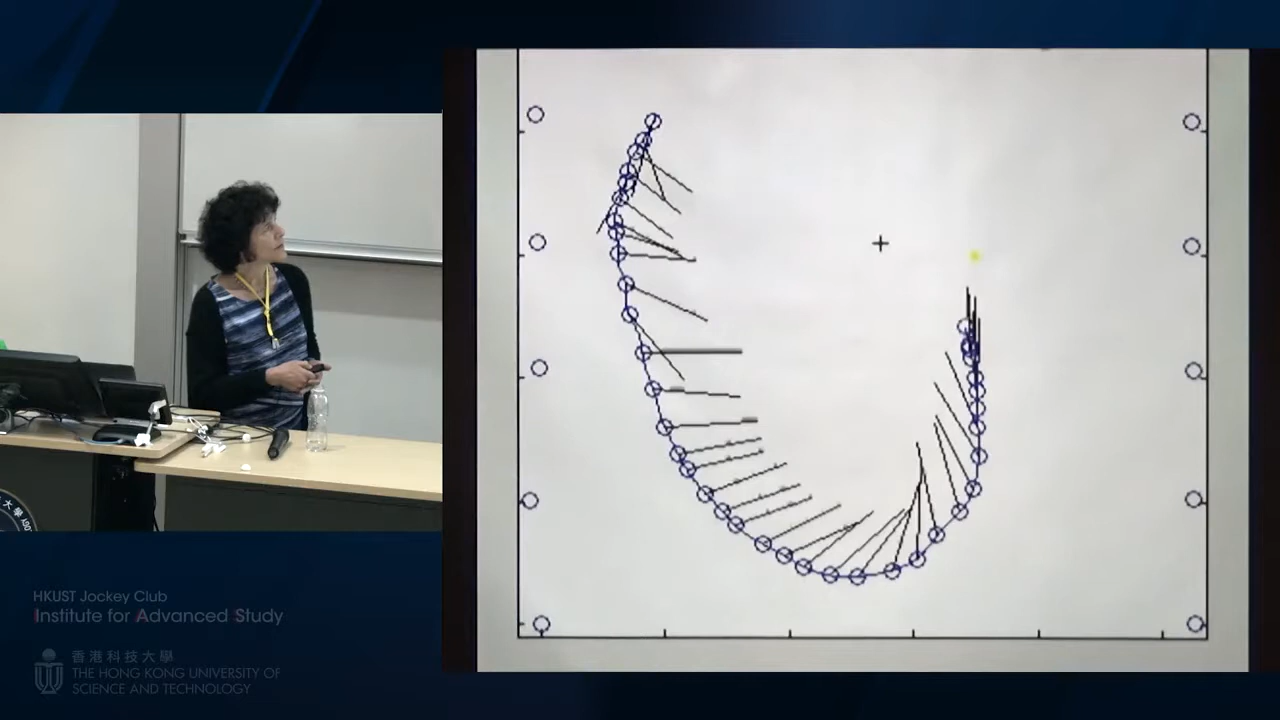 HKUST Jockey Club
Institute for Advanced Study
香港科技大學
THE HONG KONG UNIVERSITY OF
SCIENCE AND TECHNOLOGY